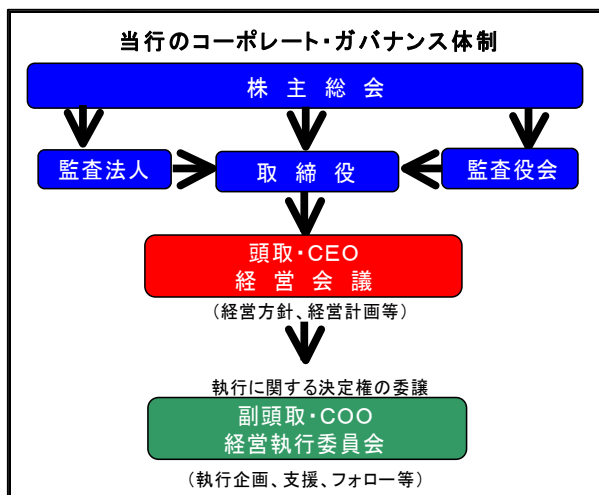 当行のコーポレート・ガバナンス体制
株主総会
監査法人
取締役
監査役会
頭取・CEO
経営会議
(経営方針、経営計画等)
執行に関する決定権の委譲
副頭取・COO
経営執行委員会
(執行企画、支援、フォロー等)